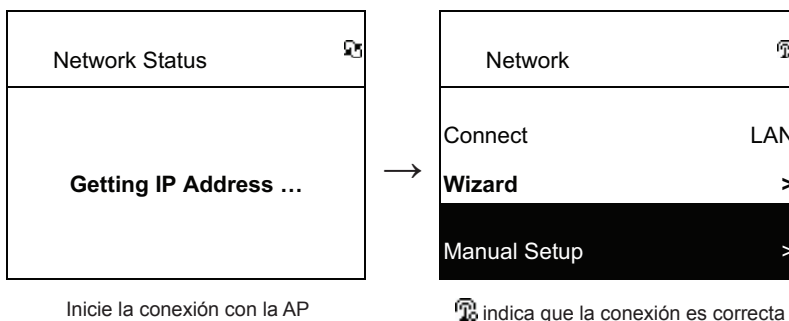 Network Status
Getting IP Address …
→
Network
Connect LAN
Wizard >
Manual Setup >
Inicie la conexión con la AP
indica que la conexión es correcta